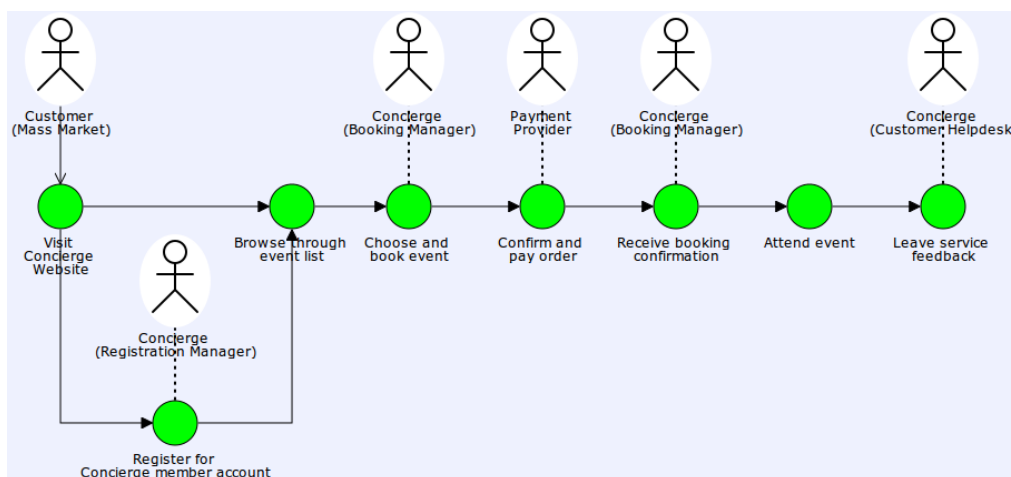 Customer
(Mass Market)
Concierge
(Booking Manager)
Payment
Provider
Concierge
(Booking Manager)
Concierge
(Customer Helpdesk
Visit
Concierge
Website
Browse through
event list
Choose and
book event
Confirm and
pay order
Receive booking
confirmation
Attend event
Leave service
feedback
Concierge
(Registration Manager)
Register for
Concierge member account